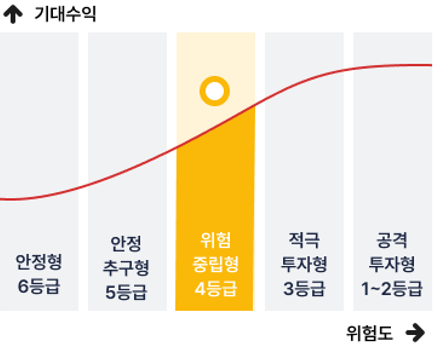 기대수익
안정형
6등급
안정
추구형
5등급
위험
중립형
4등급
적극
투자형
3등급
공격
투자형
1~2등급
위험도